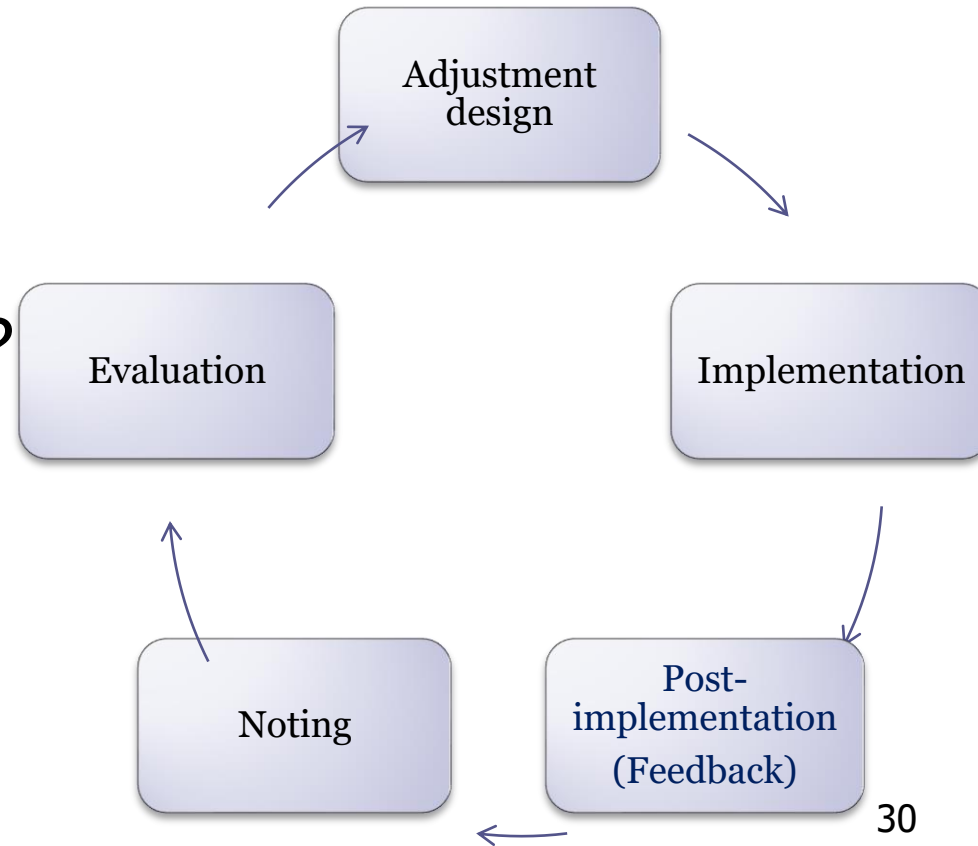 Adjustment
design
Evaluation
Implementation
Noting
Post-
implementation
(Feedback)
30